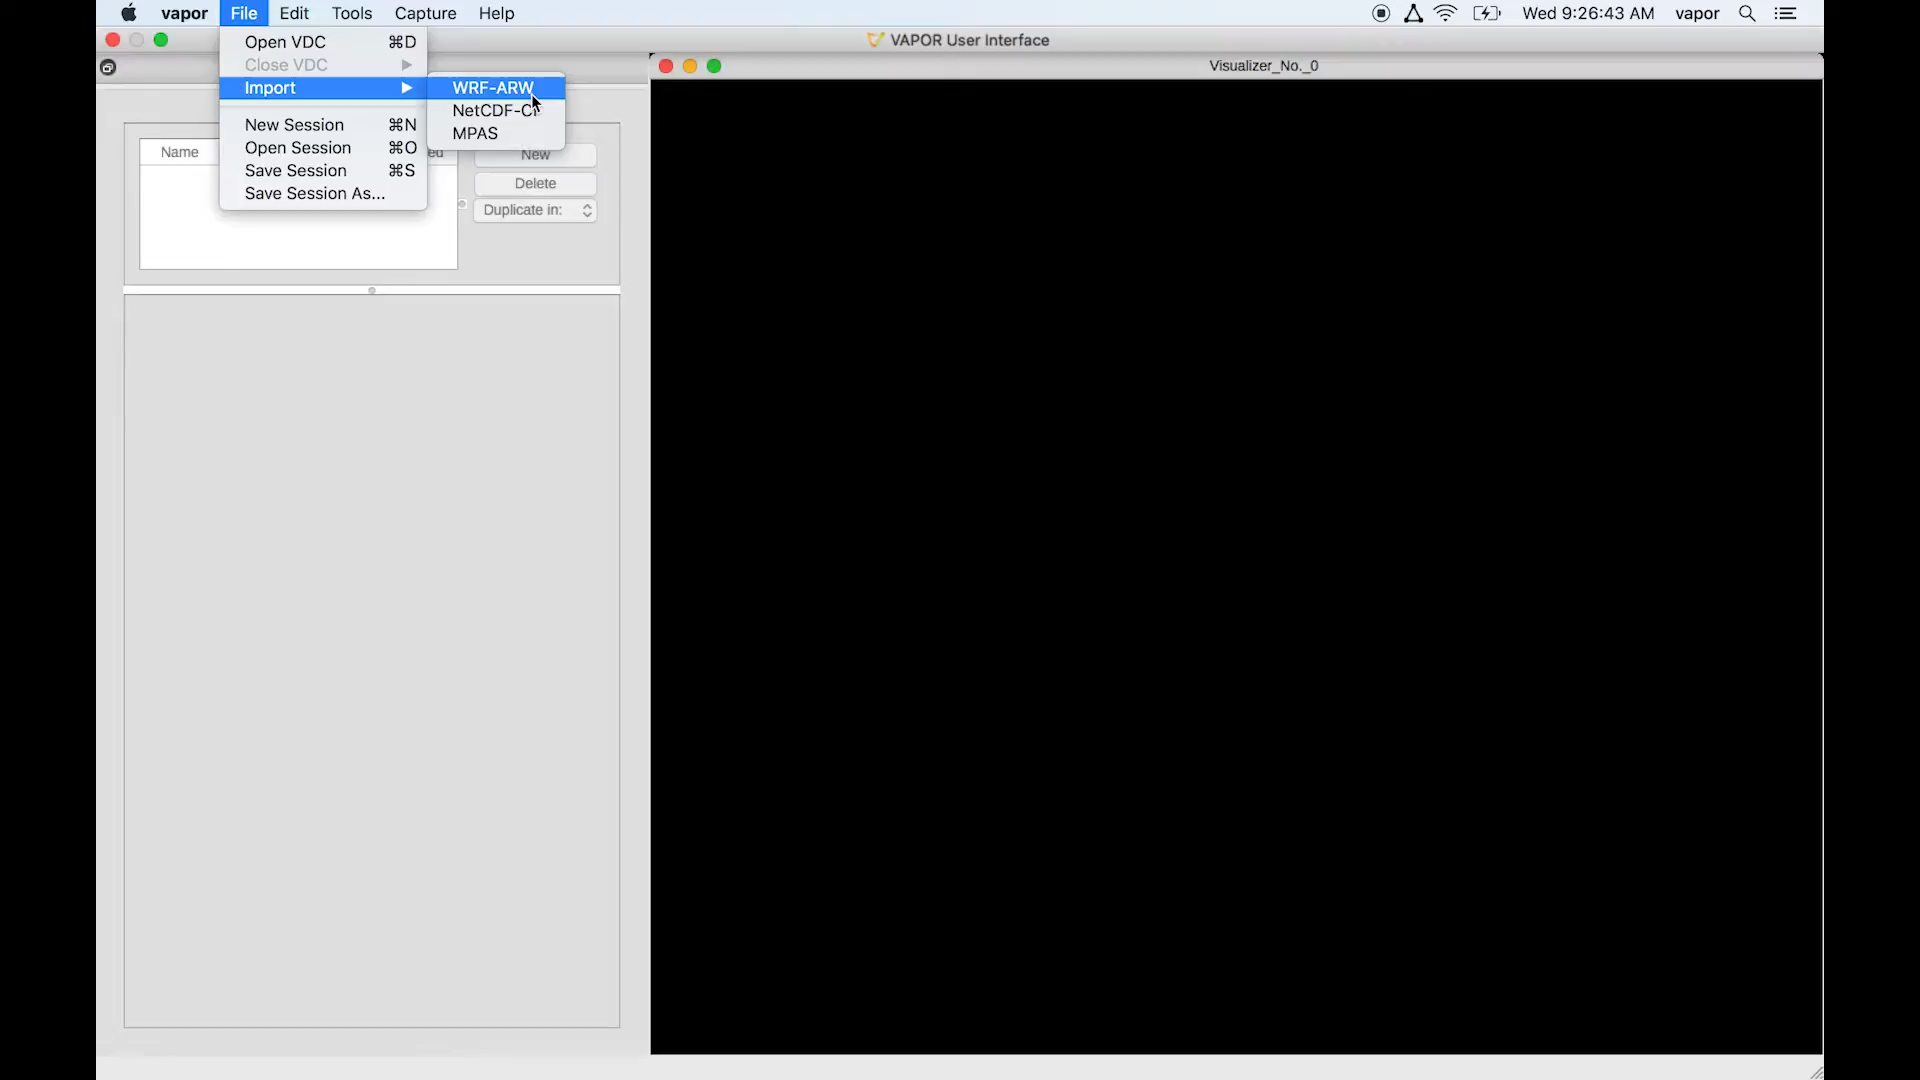 vapor File Edit Tools Capture Help Wed 9:26:43 AM vapor
VAPOR User Interface
Visualizer_No._0
Open VDC ⌘D
Close VDC ▶
Import ▶
New Session ⌘N
Open Session ⌘O
Save Session ⌘S
Save Session As...
WRF-ARW
MPAS
Name
New
Delete
Duplicate in: